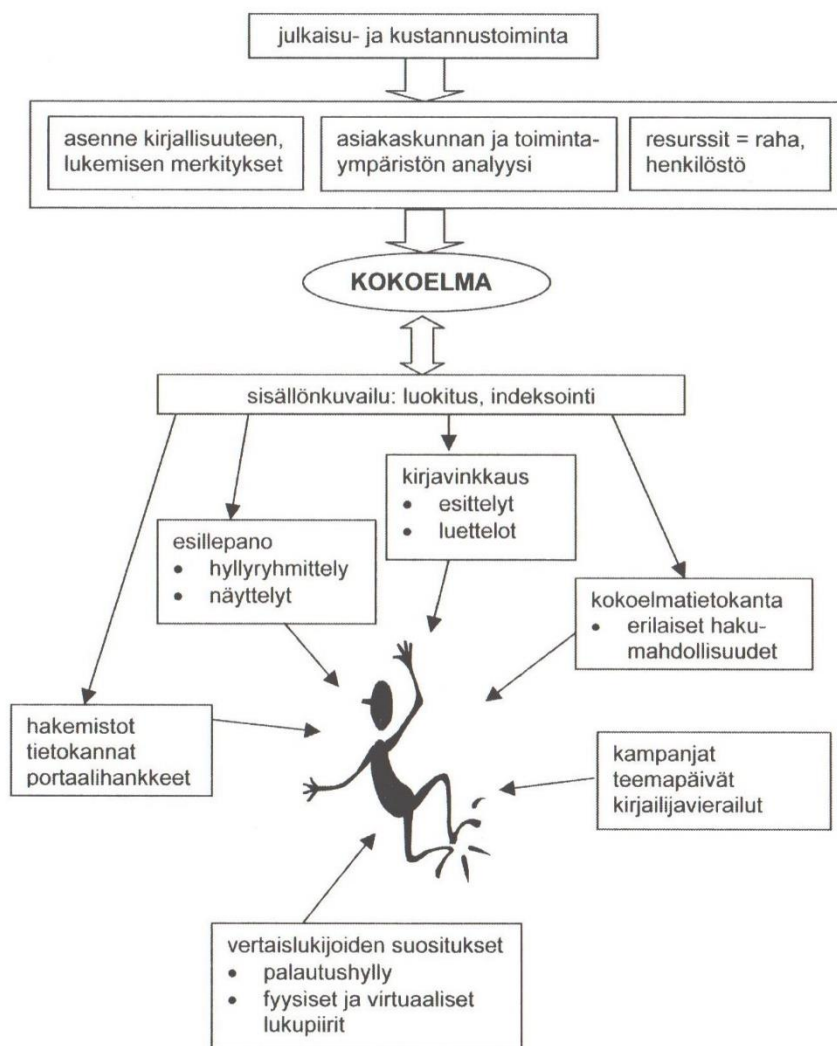 julkaisu- ja kustannustoiminta
asenne kirjallisuuteen,
lukemisen merkitykset
asiakaskunnan ja toiminta-
ympäristön analyysi
resurssit = raha,
henkilöstö
KOKOELMA
sisällönkuvailu: luokitus, indeksointi
kirjavinkkaus
• esittelyt
• luettelot
esillepano
• hyllyryhmittely
• näyttelyt
kokoelmatietokanta
• erilaiset haku-
mahdollisuudet
hakemistot
tietokannat
portaalihankkeet
kampanjat
teemapäivät
kirjailijavierailut
vertaislukijoiden suositukset
• palautushylly
• fyysiset ja virtuaaliset
lukupiirit